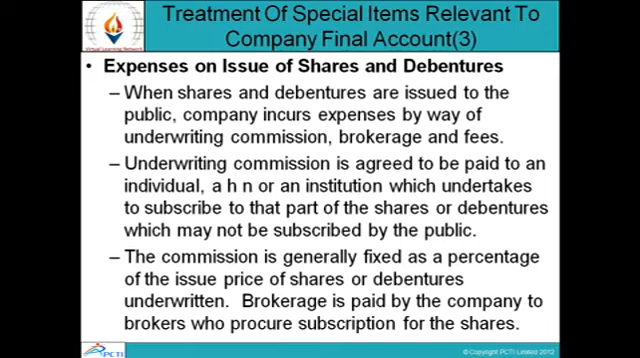 Treatment Of Special Items Relevant To
Company Final Account(3)
Virtual Learning Network
• Expenses on Issue of Shares and Debentures
– When shares and debentures are issued to the
public, company incurs expenses by way of
underwriting commission, brokerage and fees.
– Underwriting commission is agreed to be paid to an
individual, a h n or an institution which undertakes
to subscribe to that part of the shares or debentures
which may not be subscribed by the public.
– The commission is generally fixed as a percentage
of the issue price of shares or debentures
underwritten. Brokerage is paid by the company to
brokers who procure subscription for the shares.
PCTI
© Copyright PCTI Limited 2012